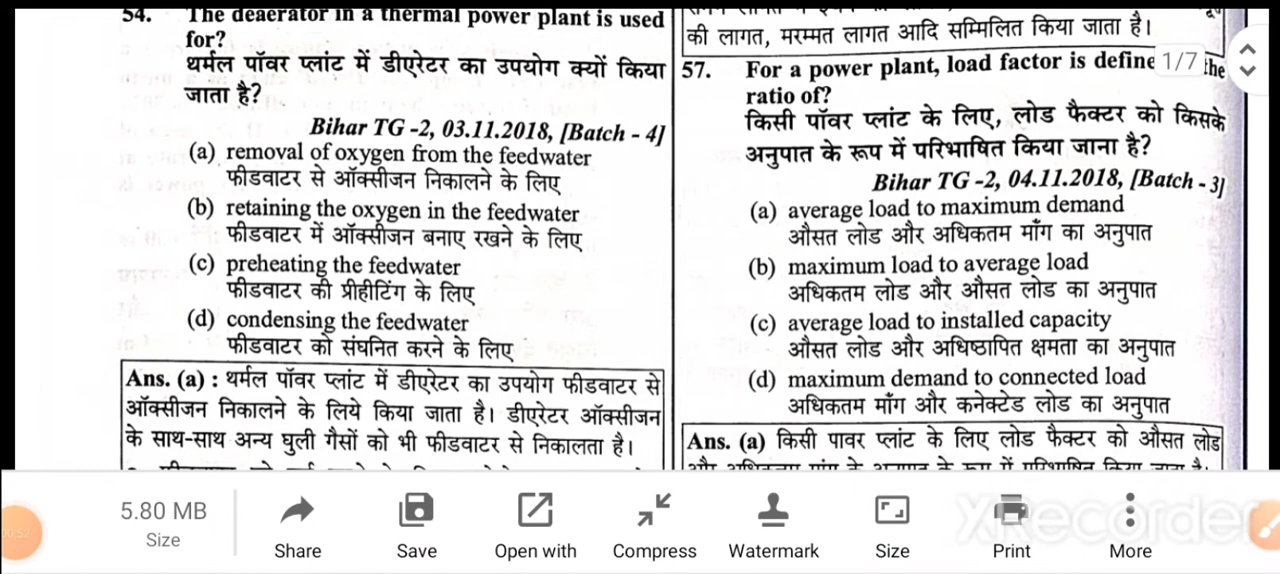 54. The deaerator in a thermal power plant is used
for?
थर्मल पॉवर प्लांट में डीएरेटर का उपयोग क्यों किया
जाता है?
Bihar TG -2, 03.11.2018, [Batch - 4]
(a) removal of oxygen from the feedwater
फीडवाटर से ऑक्सीजन निकालने के लिए
(b) retaining the oxygen in the feedwater
फीडवाटर में ऑक्सीजन बनाए रखने के लिए
(c) preheating the feedwater
फीडवाटर की प्रीहीटिंग के लिए
(d) condensing the feedwater
फीडवाटर को संघनित करने के लिए
Ans. (a) : थर्मल पॉवर प्लांट में डीएरेटर का उपयोग फीडवाटर से
ऑक्सीजन निकालने के लिये किया जाता है। डीएरेटर ऑक्सीजन
के साथ-साथ अन्य घुली गैसों को भी फीडवाटर से निकालता है।
की लागत, मरम्मत लागत आदि सम्मिलित किया जाता है।
57. For a power plant, load factor is define the
ratio of?
किसी पॉवर प्लांट के लिए, लोड फैक्टर को किसके
अनुपात के रूप में परिभाषित किया जाना है?
Bihar TG -2, 04.11.2018, [Batch - 3]
(a) average load to maximum demand
औसत लोड और अधिकतम माँग का अनुपात
(b) maximum load to average load
अधिकतम लोड और औसत लोड का अनुपात
(c) average load to installed capacity
औसत लोड और अधिष्ठापित क्षमता का अनुपात
(d) maximum demand to connected load
अधिकतम माँग और कनेक्टेड लोड का अनुपात
Ans. (a) किसी पावर प्लांट के लिए लोड फैक्टर को औसत लोड
और अधिकतम मांग के अनुपात के रूप में परिभाषित किया जाता है।
1/7
00:52
5.80 MB
Size
Share
Save
Open with
Compress
Watermark
Size
Print
More
XRecorder